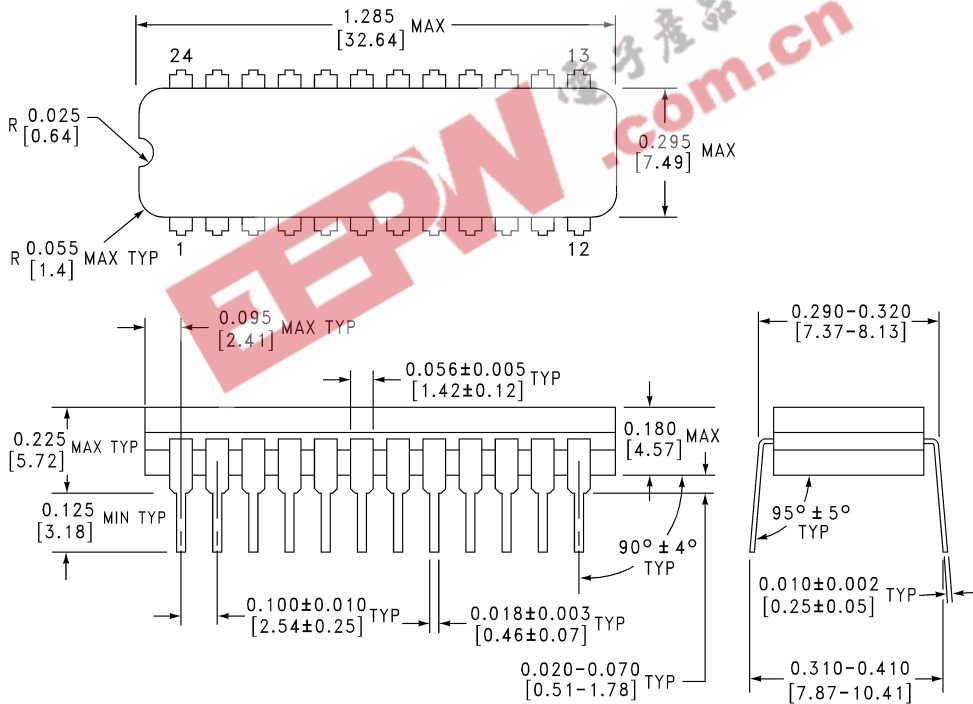 1.285
[32.64] MAX
24
13
R 0.025
[0.64]
0.295
[7.49] MAX
R 0.055
[1.4] MAX TYP
1
12
電子產品
.com.cn
EEPW
0.095
[2.41] MAX TYP
0.056±0.005
[1.42±0.12] TYP
0.290-0.320
[7.37-8.13]
0.225
[5.72] MAX TYP
0.180
[4.57] MAX
0.125
[3.18] MIN TYP
90° ± 4°
TYP
95° ± 5°
TYP
0.100±0.010
[2.54±0.25] TYP
0.018±0.003
[0.46±0.07] TYP
0.010±0.002
[0.25±0.05] TYP
0.020-0.070
[0.51-1.78] TYP
0.310-0.410
[7.87-10.41]